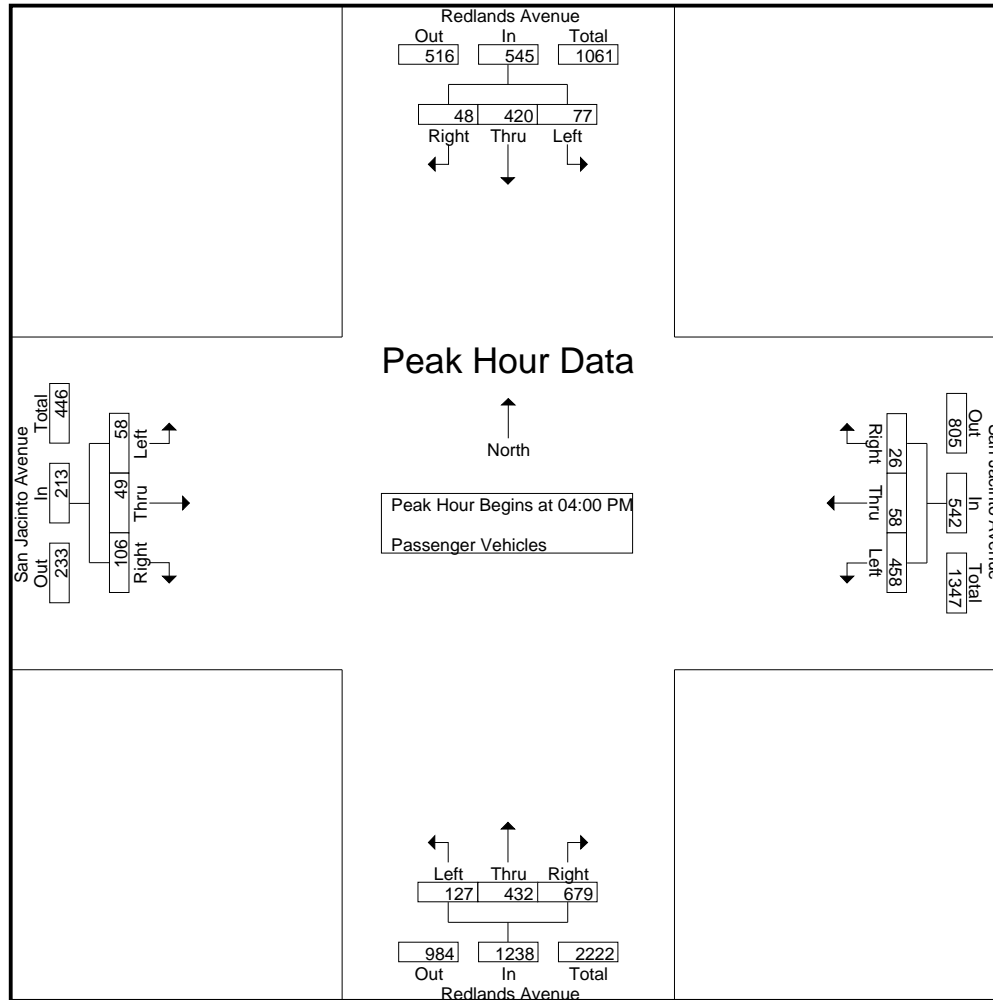 Redlands Avenue
Out In Total
516 545 1061
48 420 77
Right Thru Left
Peak Hour Data
North
Peak Hour Begins at 04:00 PM
Passenger Vehicles
San Jacinto Avenue
Out In Total
233 213 446
58 49 106
Left Thru Right
San Jacinto Avenue
Out In Total
805 542 1347
26 58 458
Right Thru Left
Left Thru Right
127 432 679
984 1238 2222
Out In Total
Redlands Avenue